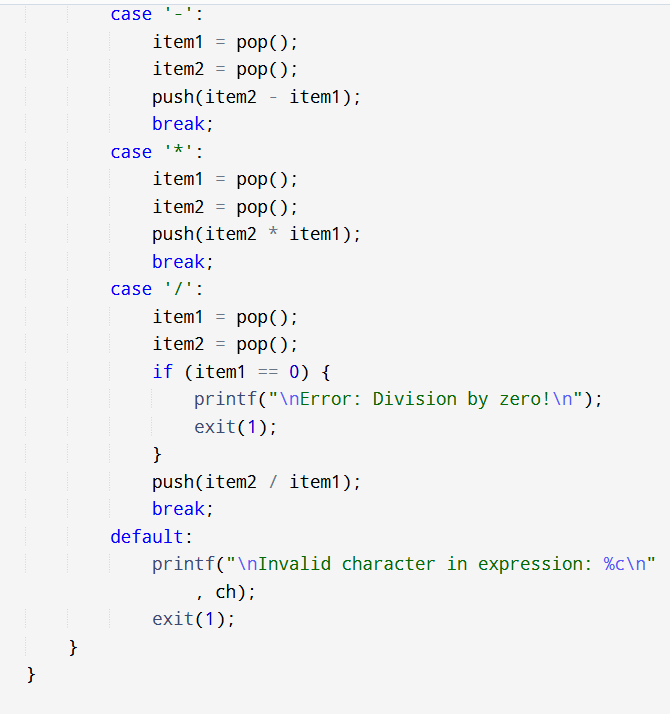 case '-':
item1 = pop();
item2 = pop();
push(item2 - item1);
break;
case '*':
item1 = pop();
item2 = pop();
push(item2 * item1);
break;
case '/':
item1 = pop();
item2 = pop();
if (item1 == 0) {
printf("\nError: Division by zero!\n");
exit(1);
}
push(item2 / item1);
break;
default:
printf("\nInvalid character in expression: %c\n"
, ch);
exit(1);
}
}